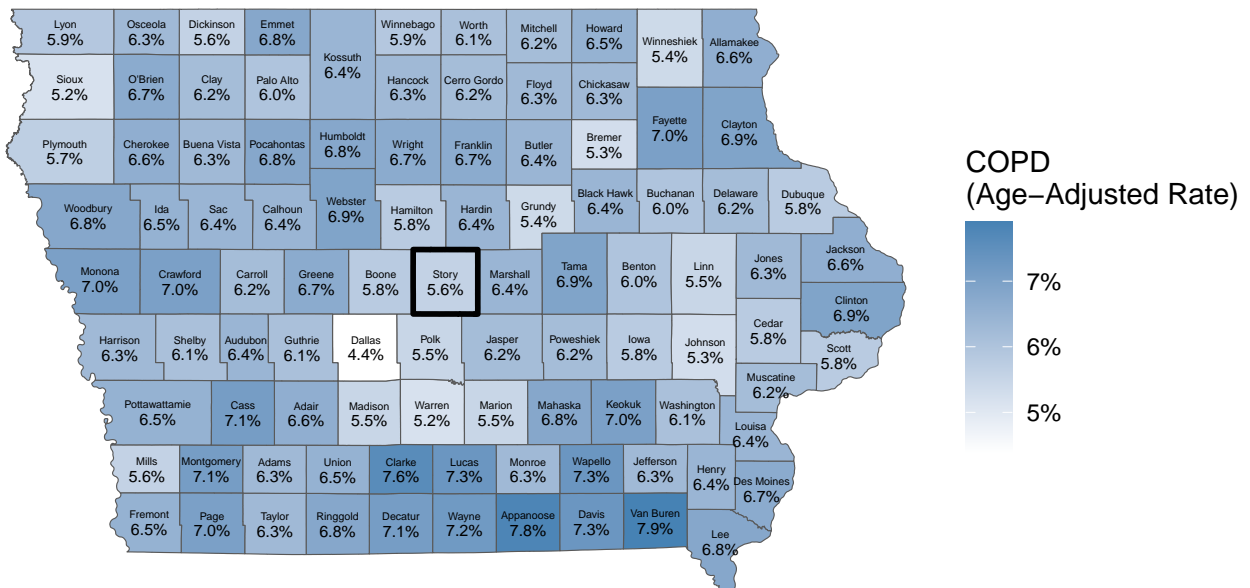 Lyon
5.9%
Osceola
6.3%
Dickinson
5.6%
Emmet
6.8%
Kossuth
6.4%
Winnebago
5.9%
Worth
6.1%
Mitchell
6.2%
Howard
6.5%
Winneshiek
5.4%
Allamakee
6.6%
Sioux
5.2%
O'Brien
6.7%
Clay
6.2%
Palo Alto
6.0%
Hancock
6.3%
Cerro Gordo
6.2%
Floyd
6.3%
Chickasaw
6.3%
Fayette
7.0%
Clayton
6.9%
Plymouth
5.7%
Cherokee
6.6%
Buena Vista
6.3%
Pocahontas
6.8%
Humboldt
6.8%
Wright
6.7%
Franklin
6.7%
Butler
6.4%
Bremer
5.3%
Woodbury
6.8%
Ida
6.5%
Sac
6.4%
Calhoun
6.4%
Webster
6.9%
Hamilton
5.8%
Hardin
6.4%
Grundy
5.4%
Black Hawk
6.4%
Buchanan
6.0%
Delaware
6.2%
Dubuque
5.8%
Monona
7.0%
Crawford
7.0%
Carroll
6.2%
Greene
6.7%
Boone
5.8%
Story
5.6%
Marshall
6.4%
Tama
6.9%
Benton
6.0%
Linn
5.5%
Jones
6.3%
Jackson
6.6%
Clinton
6.9%
Harrison
6.3%
Shelby
6.1%
Audubon
6.4%
Guthrie
6.1%
Dallas
4.4%
Polk
5.5%
Jasper
6.2%
Poweshiek
6.2%
Iowa
5.8%
Johnson
5.3%
Cedar
5.8%
Scott
5.8%
Muscatine
6.2%
Pottawattamie
6.5%
Cass
7.1%
Adair
6.6%
Madison
5.5%
Warren
5.2%
Marion
5.5%
Mahaska
6.8%
Keokuk
7.0%
Washington
6.1%
Louisa
6.4%
Mills
5.6%
Montgomery
7.1%
Adams
6.3%
Union
6.5%
Clarke
7.6%
Lucas
7.3%
Monroe
6.3%
Wapello
7.3%
Jefferson
6.3%
Henry
6.4%
Des Moines
6.7%
Fremont
6.5%
Page
7.0%
Taylor
6.3%
Ringgold
6.8%
Decatur
7.1%
Wayne
7.2%
Appanoose
7.8%
Davis
7.3%
Van Buren
7.9%
Lee
6.8%
COPD
(Age−Adjusted Rate)
7%
6%
5%